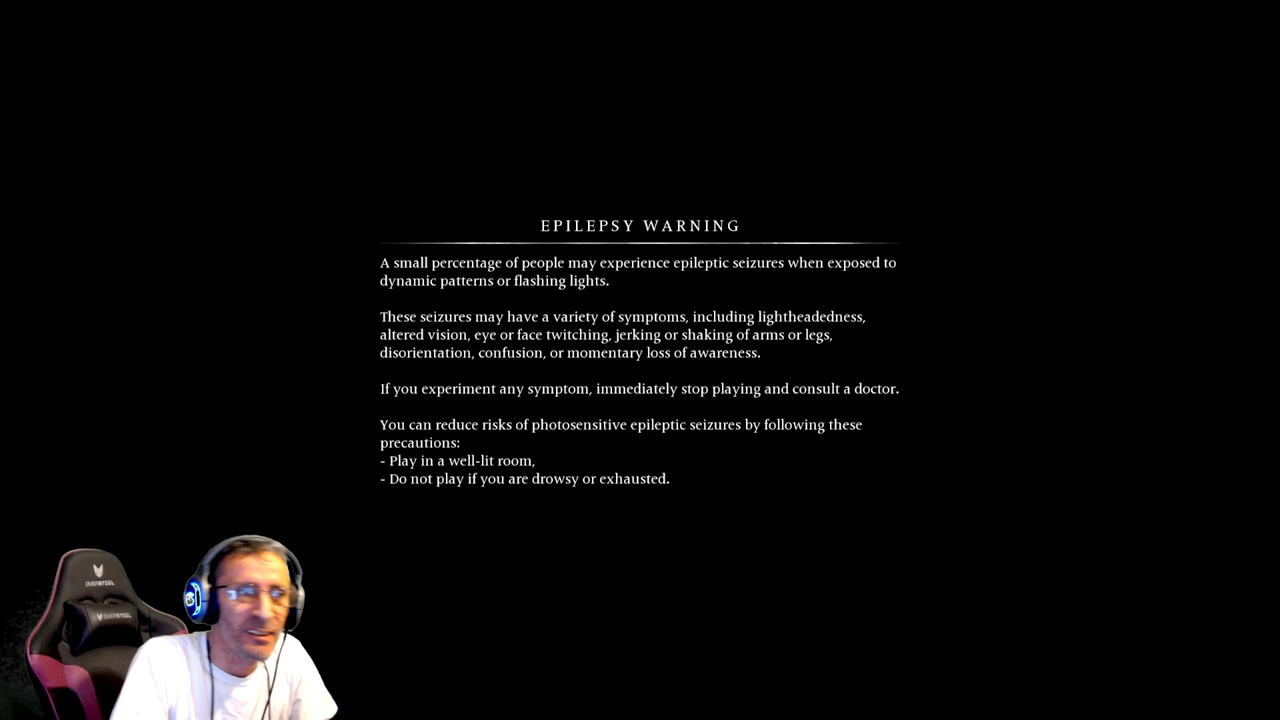 EPILEPSY WARNING
A small percentage of people may experience epileptic seizures when exposed to
dynamic patterns or flashing lights.
These seizures may have a variety of symptoms, including lightheadedness,
altered vision, eye or face twitching, jerking or shaking of arms or legs,
disorientation, confusion, or momentary loss of awareness.
If you experiment any symptom, immediately stop playing and consult a doctor.
You can reduce risks of photosensitive epileptic seizures by following these
precautions:
- Play in a well-lit room,
- Do not play if you are drowsy or exhausted.
OVERSTEEL
OVERSTEEL